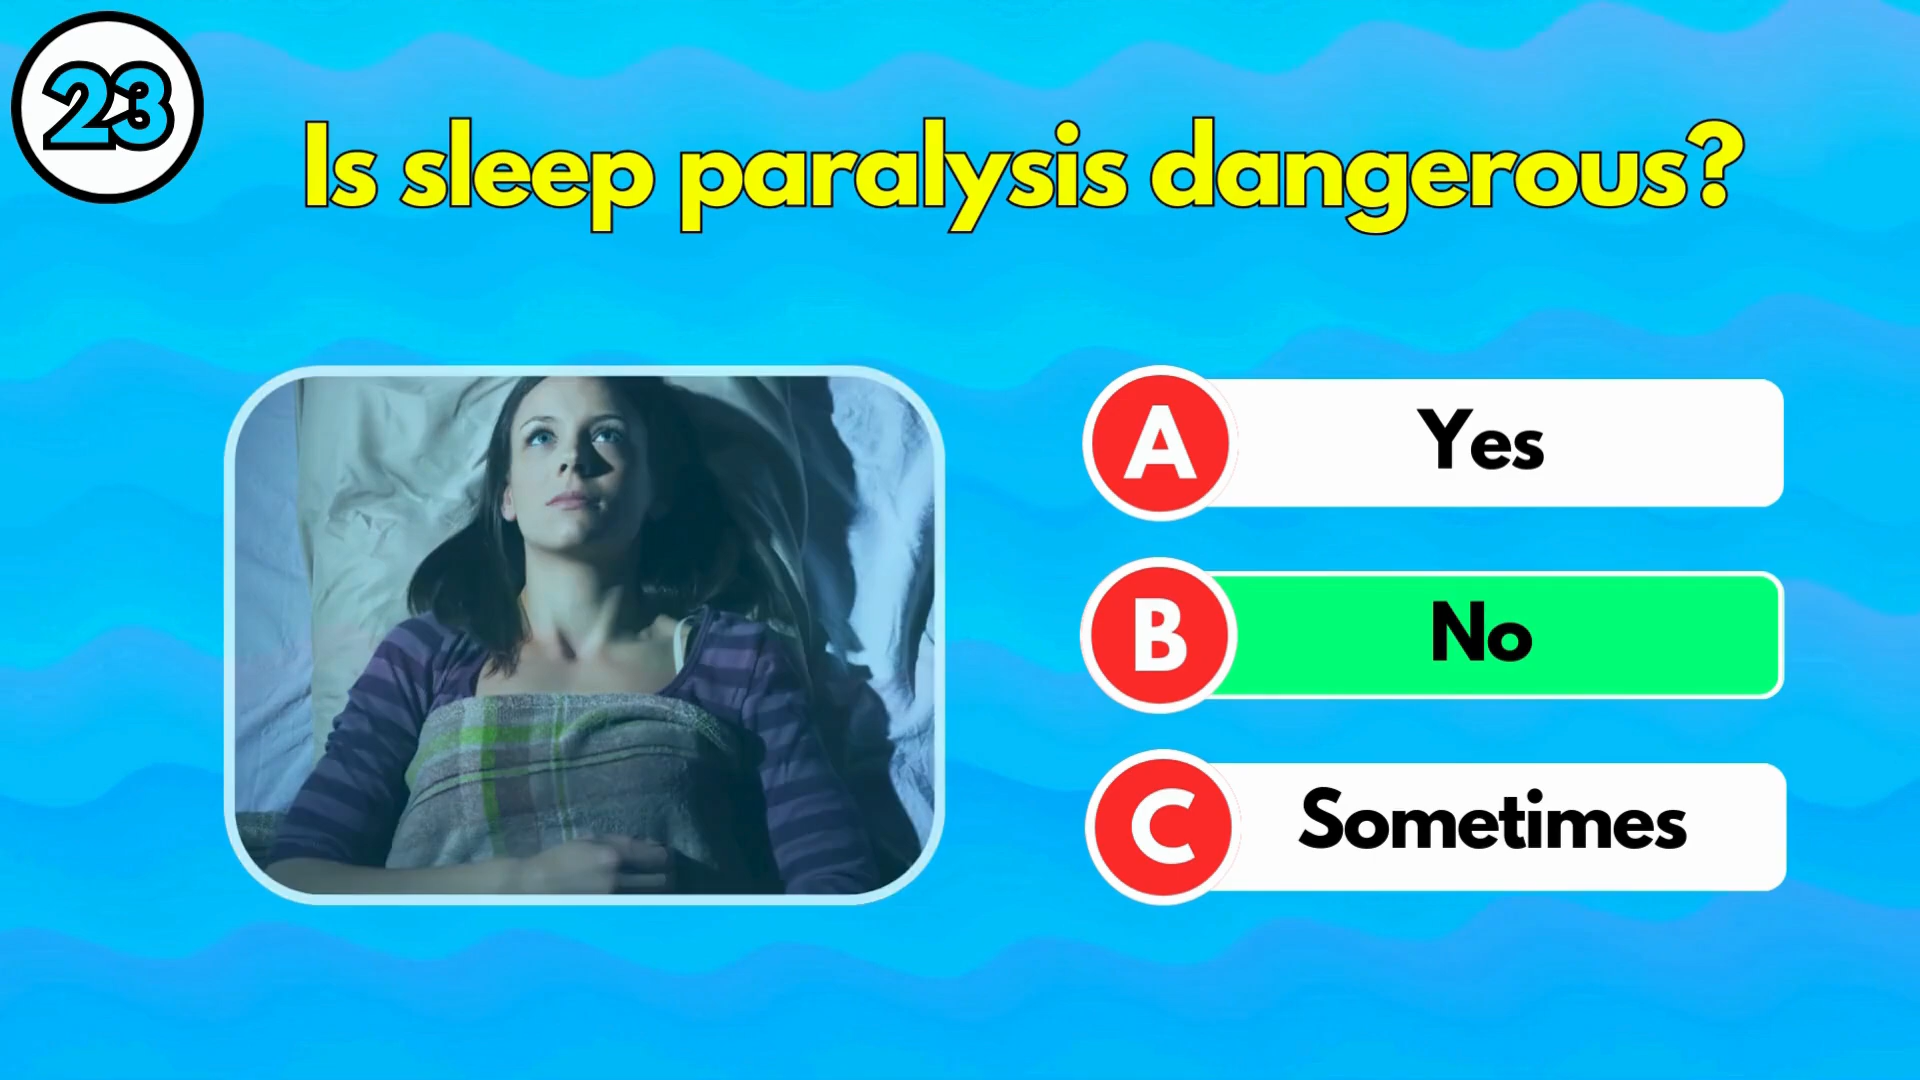 23
Is sleep paralysis dangerous?
A Yes
B No
C Sometimes